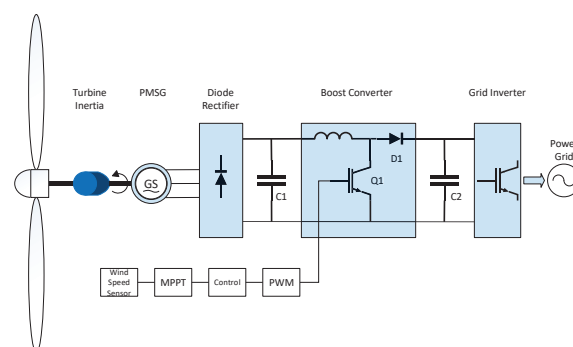 Turbine
Inertia
PMSG
Diode
Rectifier
Boost Converter
Grid Inverter
Power
Grid
D1
GS
Q1
C1
C2
Wind
Speed
Sensor
MPPT
Control
PWM